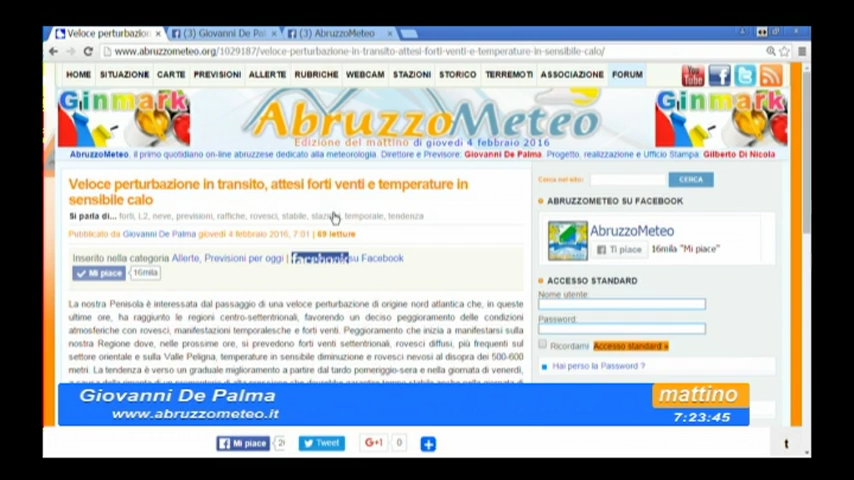 Veloce perturbazion
(3) Giovanni De Pal
(3) AbruzzoMeteo
www.abruzzometeo.org/1029187/veloce-perturbazione-in-transito-attesi-forti-venti-e-temperature-in-sensibile-calo/
HOME SITUAZIONE CARTE PREVISIONI ALLERTE RUBRICHE WEBCAM STAZIONI STORICO TERREMOTI ASSOCIAZIONE FORUM
You Tube
Ginmark
AbruzzoMeteo
Ginmark
Edizione del mattino di giovedì 4 febbraio 2016
AbruzzoMeteo, il primo quotidiano on-line abruzzese dedicato alla meteorologia. Direttore e Previsore: Giovanni De Palma. Progetto, realizzazione e Ufficio Stampa: Gilberto Di Nicola
Veloce perturbazione in transito, attesi forti venti e temperature in
sensibile calo
Si parla di... forti, L2, neve, previsioni, raffiche, rovesci, stabile, temporale, tendenza
Pubblicato da Giovanni De Palma giovedì 4 febbraio 2016, 7:01 | 69 letture
Inserito nella categoria Allerte, Previsioni per oggi | facebook su Facebook
Mi piace 16mila
La nostra Penisola è interessata dal passaggio di una veloce perturbazione di origine nord atlantica che, in queste
ultime ore, ha raggiunto le regioni centro-settentrionali, favorendo un deciso peggioramento delle condizioni
atmosferiche con rovesci, manifestazioni temporalesche e forti venti. Peggioramento che inizia a manifestarsi sulla
nostra Regione dove, nelle prossime ore, si prevedono forti venti settentrionali, rovesci diffusi, più frequenti sul
settore orientale e sulla Valle Peligna, temperature in sensibile diminuzione e rovesci nevosi al disopra dei 500-600
metri. La tendenza è verso un graduale miglioramento a partire dal tardo pomeriggio-sera e nella giornata di venerdì,
Cerca nel sito: CERCA
ABRUZZOMETEO SU FACEBOOK
AbruzzoMeteo
Ti piace 16mila "Mi piace"
ACCESSO STANDARD
Nome utente:
Password:
Ricordami Accesso standard »
Hai perso la Password ?
Giovanni De Palma
www.abruzzometeo.it
mattino
7:23:45
Mi piace
Tweet
G+1 0
t